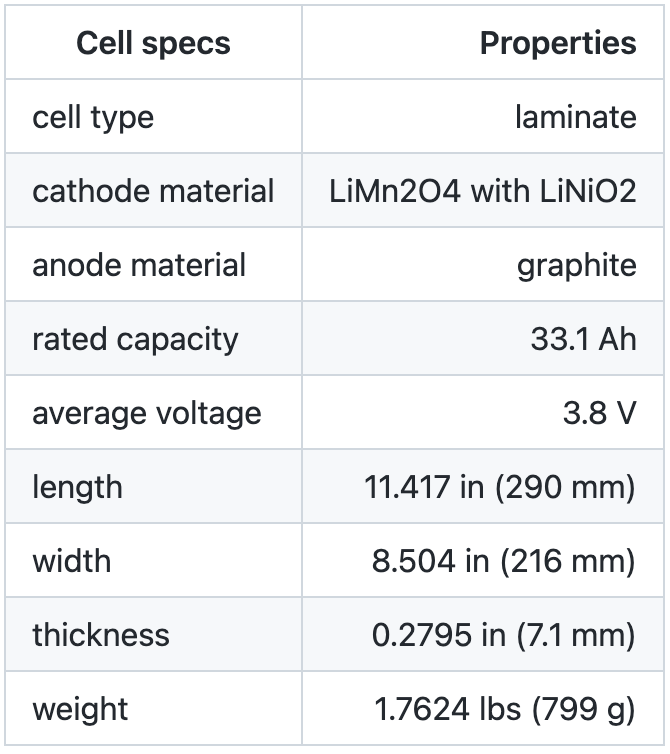 Cell specs Properties
cell type laminate
cathode material LiMn2O4 with LiNiO2
anode material graphite
rated capacity 33.1 Ah
average voltage 3.8 V
length 11.417 in (290 mm)
width 8.504 in (216 mm)
thickness 0.2795 in (7.1 mm)
weight 1.7624 lbs (799 g)